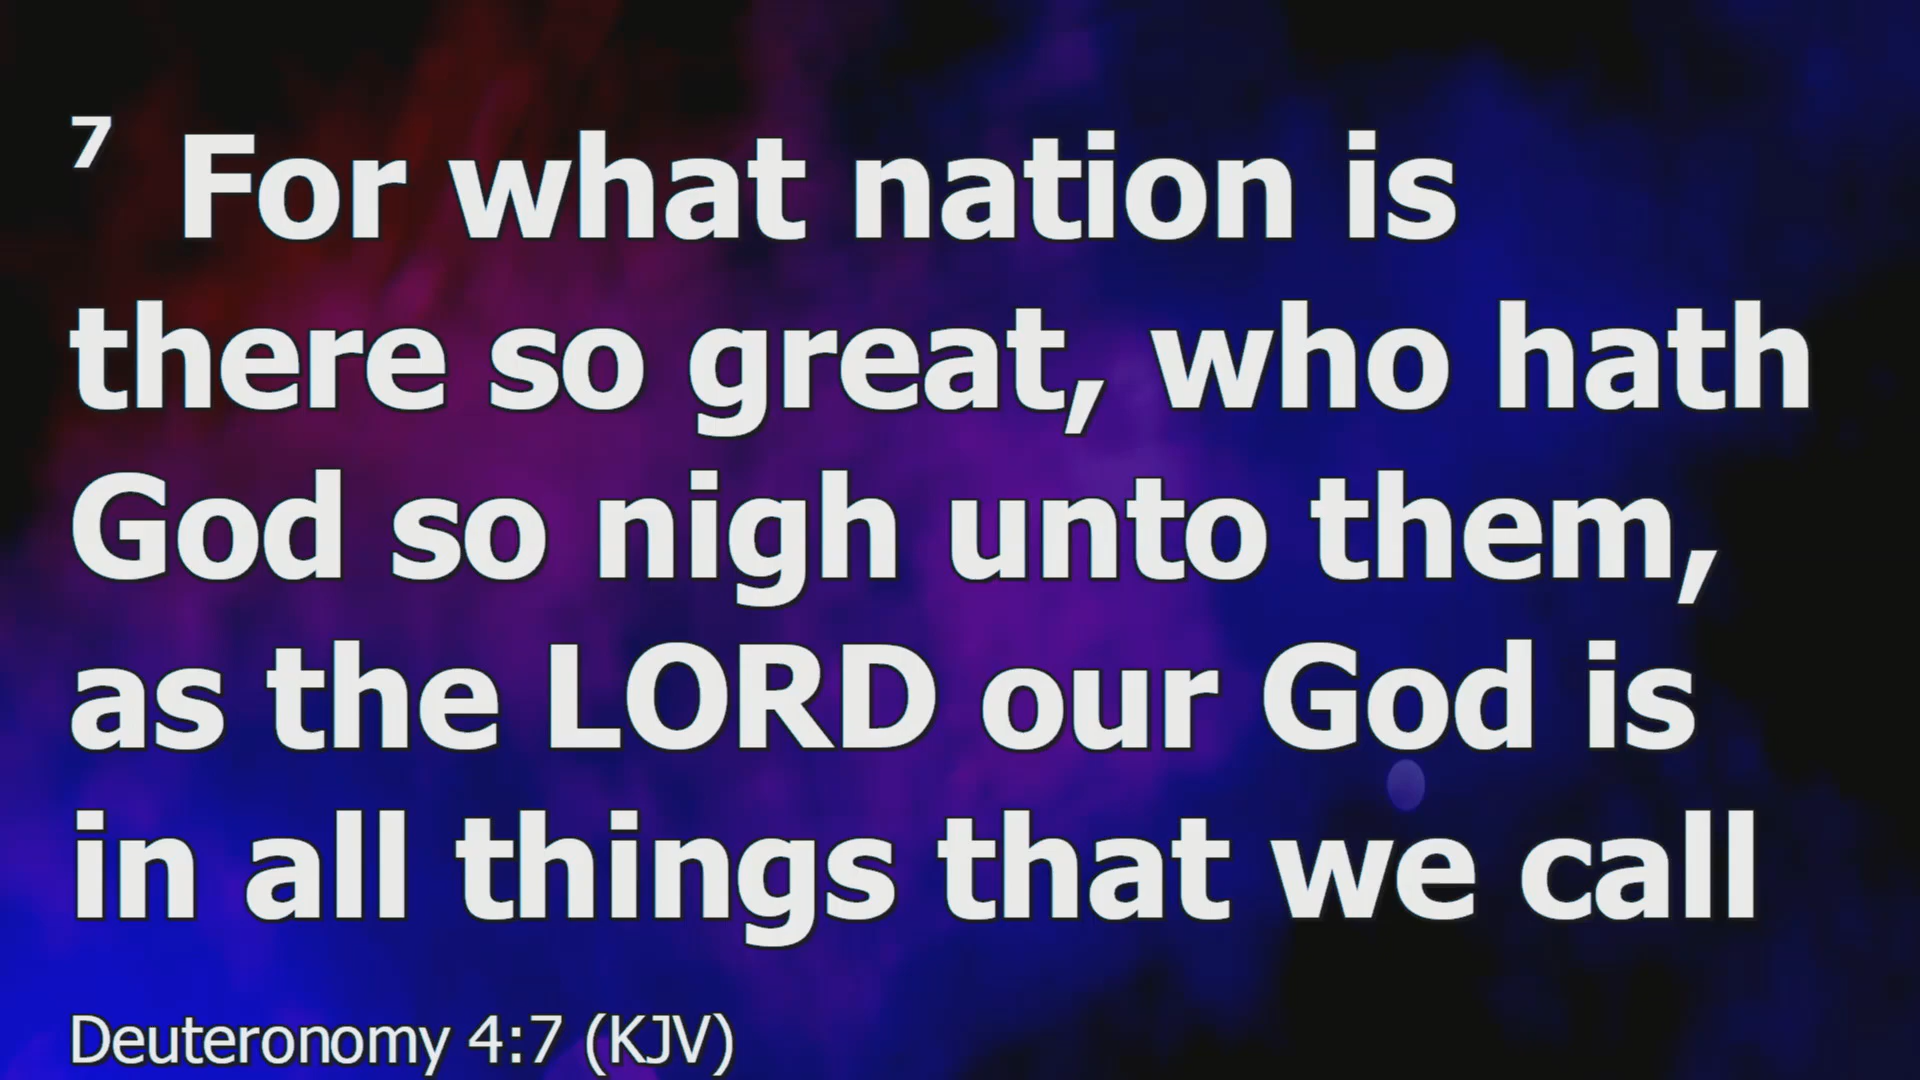 7 For what nation is
there so great, who hath
God so nigh unto them,
as the LORD our God is
in all things that we call
Deuteronomy 4:7 (KJV)